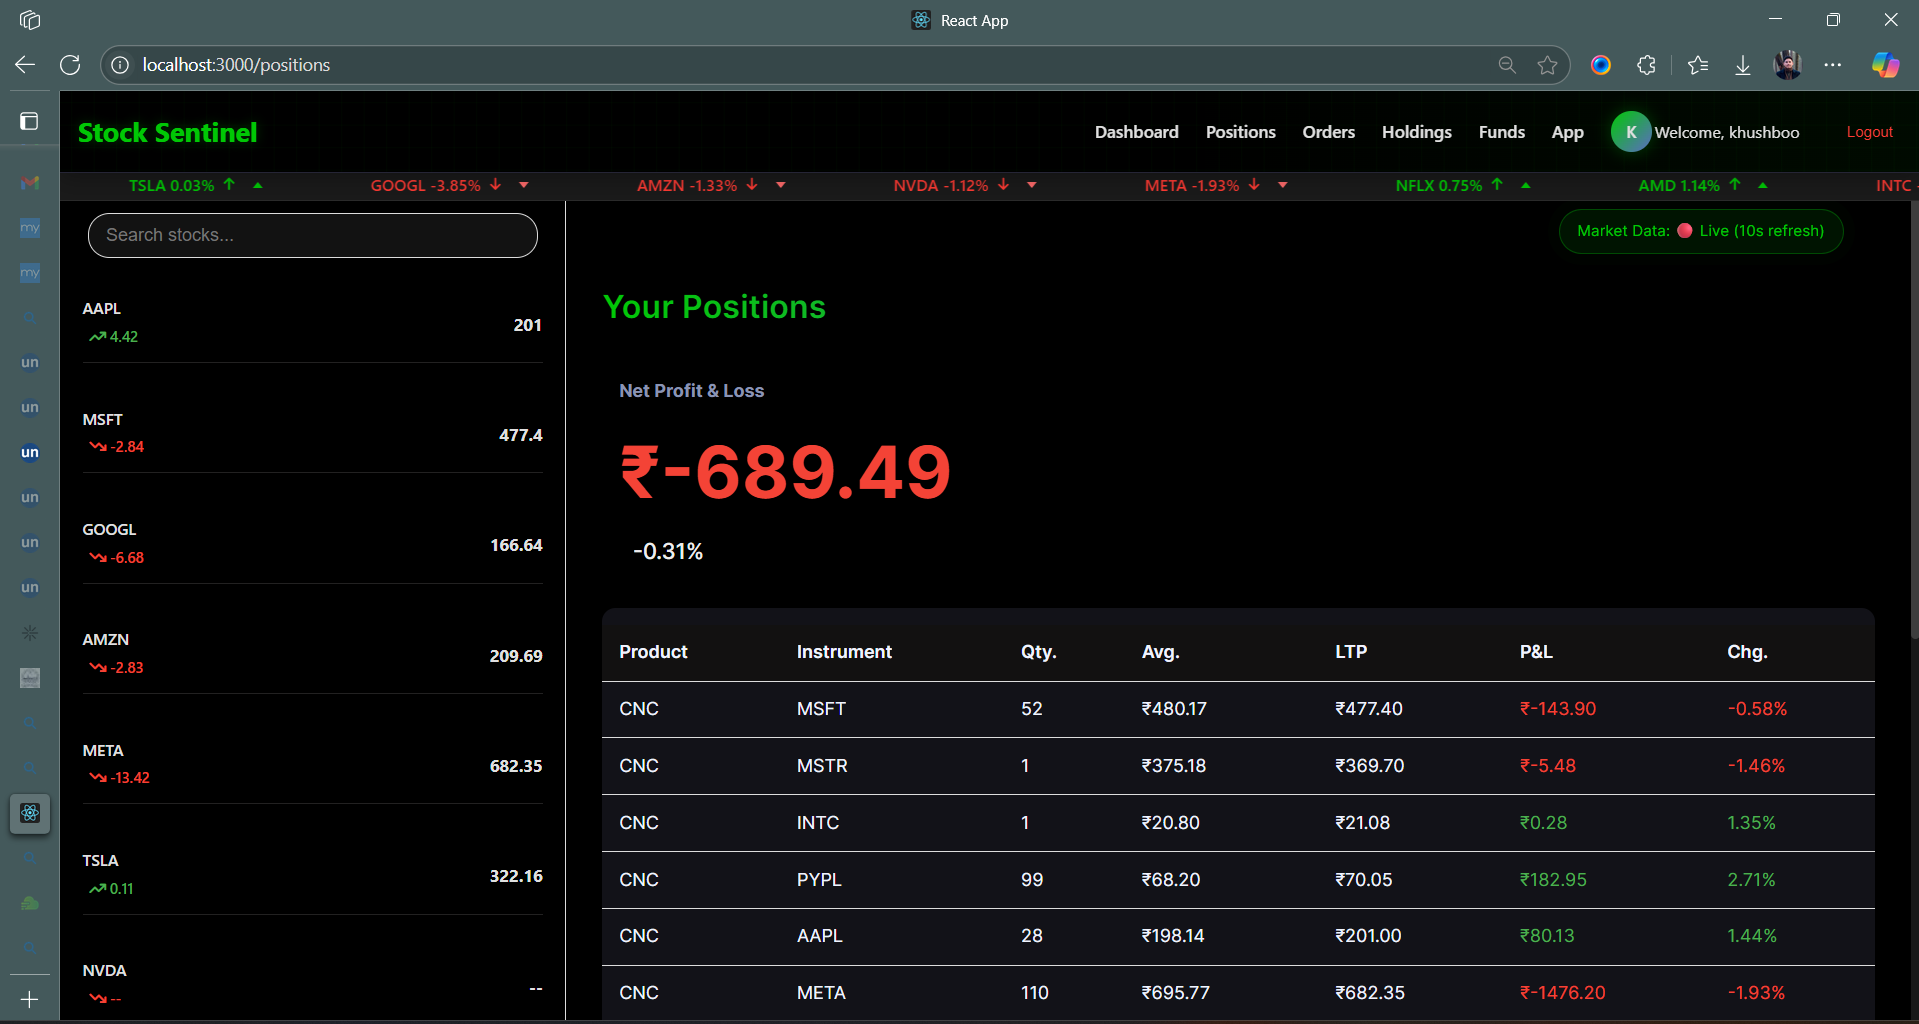 React App
localhost:3000/positions
Stock Sentinel
Dashboard Positions Orders Holdings Funds App K Welcome, khushboo Logout
TSLA 0.03% ↑ ▲ GOOGL -3.85% ↓ ▼ AMZN -1.33% ↓ ▼ NVDA -1.12% ↓ ▼ META -1.93% ↓ ▼ NFLX 0.75% ↑ ▲ AMD 1.14% ↑ ▲ INTC -
Search stocks...
AAPL
201
4.42
MSFT
477.4
-2.84
GOOGL
166.64
-6.68
AMZN
209.69
-2.83
META
682.35
-13.42
TSLA
322.16
0.11
NVDA
--
--
Market Data: 🔴 Live (10s refresh)
Your Positions
Net Profit & Loss
₹-689.49
-0.31%
Product Instrument Qty. Avg. LTP P&L Chg.
CNC MSFT 52 ₹480.17 ₹477.40 ₹-143.90 -0.58%
CNC MSTR 1 ₹375.18 ₹369.70 ₹-5.48 -1.46%
CNC INTC 1 ₹20.80 ₹21.08 ₹0.28 1.35%
CNC PYPL 99 ₹68.20 ₹70.05 ₹182.95 2.71%
CNC AAPL 28 ₹198.14 ₹201.00 ₹80.13 1.44%
CNC META 110 ₹695.77 ₹682.35 ₹-1476.20 -1.93%
my
my
un
un
un
un
un
un